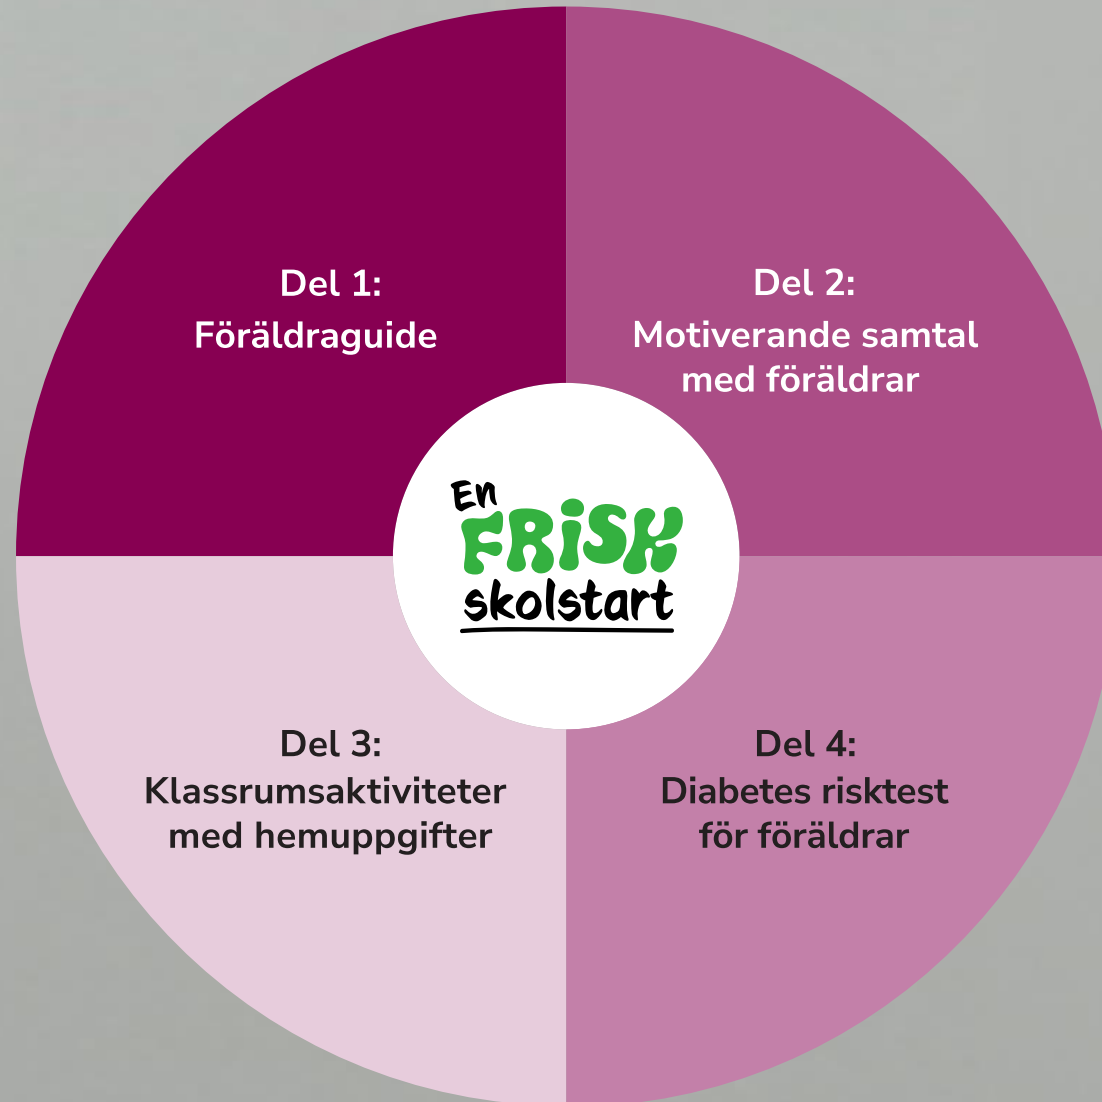 Del 1:
Föräldraguide
Del 2:
Motiverande samtal
med föräldrar
En
FRiSK
skolstart
Del 3:
Klassrumsaktiviteter
med hemuppgifter
Del 4:
Diabetes risktest
för föräldrar